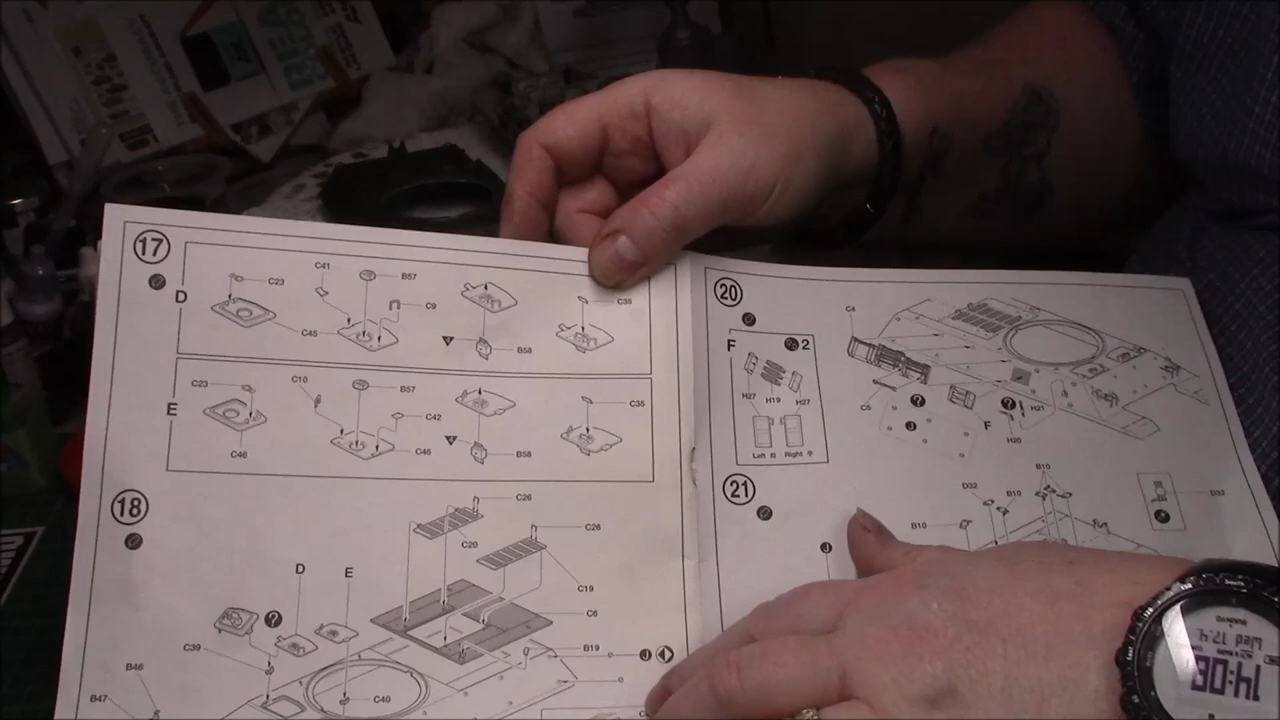 17
D
C23
C41
B57
C9
C45
B58
C35
E
C23
C10
B57
C42
C46
C46
B58
C35
18
C26
C26
C20
C19
C6
D
E
?
C39
C40
B19
J
B46
B47
20
F
2
H27
H19
H27
Left
Right
C4
C5
?
J
F
?
H21
H20
21
D32
B10
B10
B10
J
SUUNTO
Wed 17.4
14:06